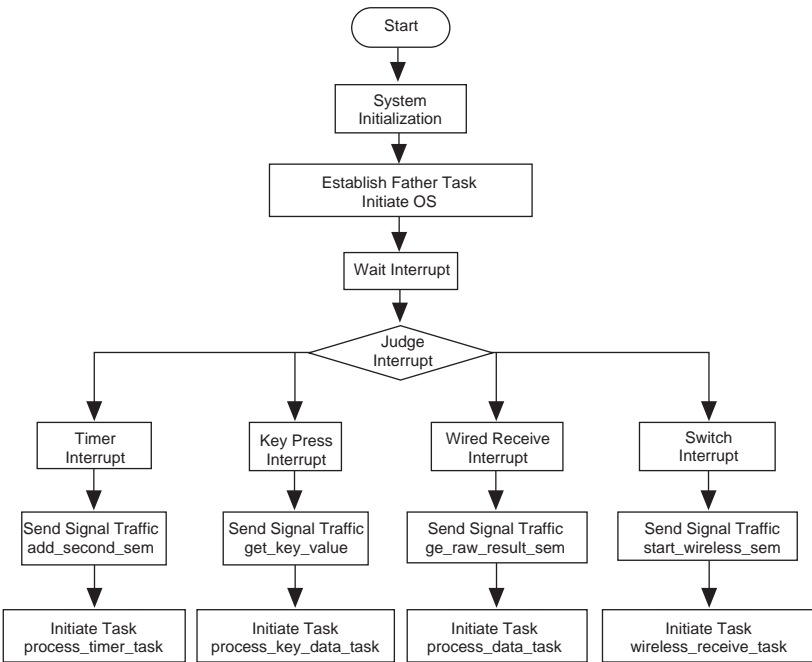 Start
System
Initialization
Establish Father Task
Initiate OS
Wait Interrupt
Judge
Interrupt
Timer
Interrupt
Key Press
Interrupt
Wired Receive
Interrupt
Switch
Interrupt
Send Signal Traffic
add_second_sem
Send Signal Traffic
get_key_value
Send Signal Traffic
ge_raw_result_sem
Send Signal Traffic
start_wireless_sem
Initiate Task
process_timer_task
Initiate Task
process_key_data_task
Initiate Task
process_data_task
Initiate Task
wireless_receive_task